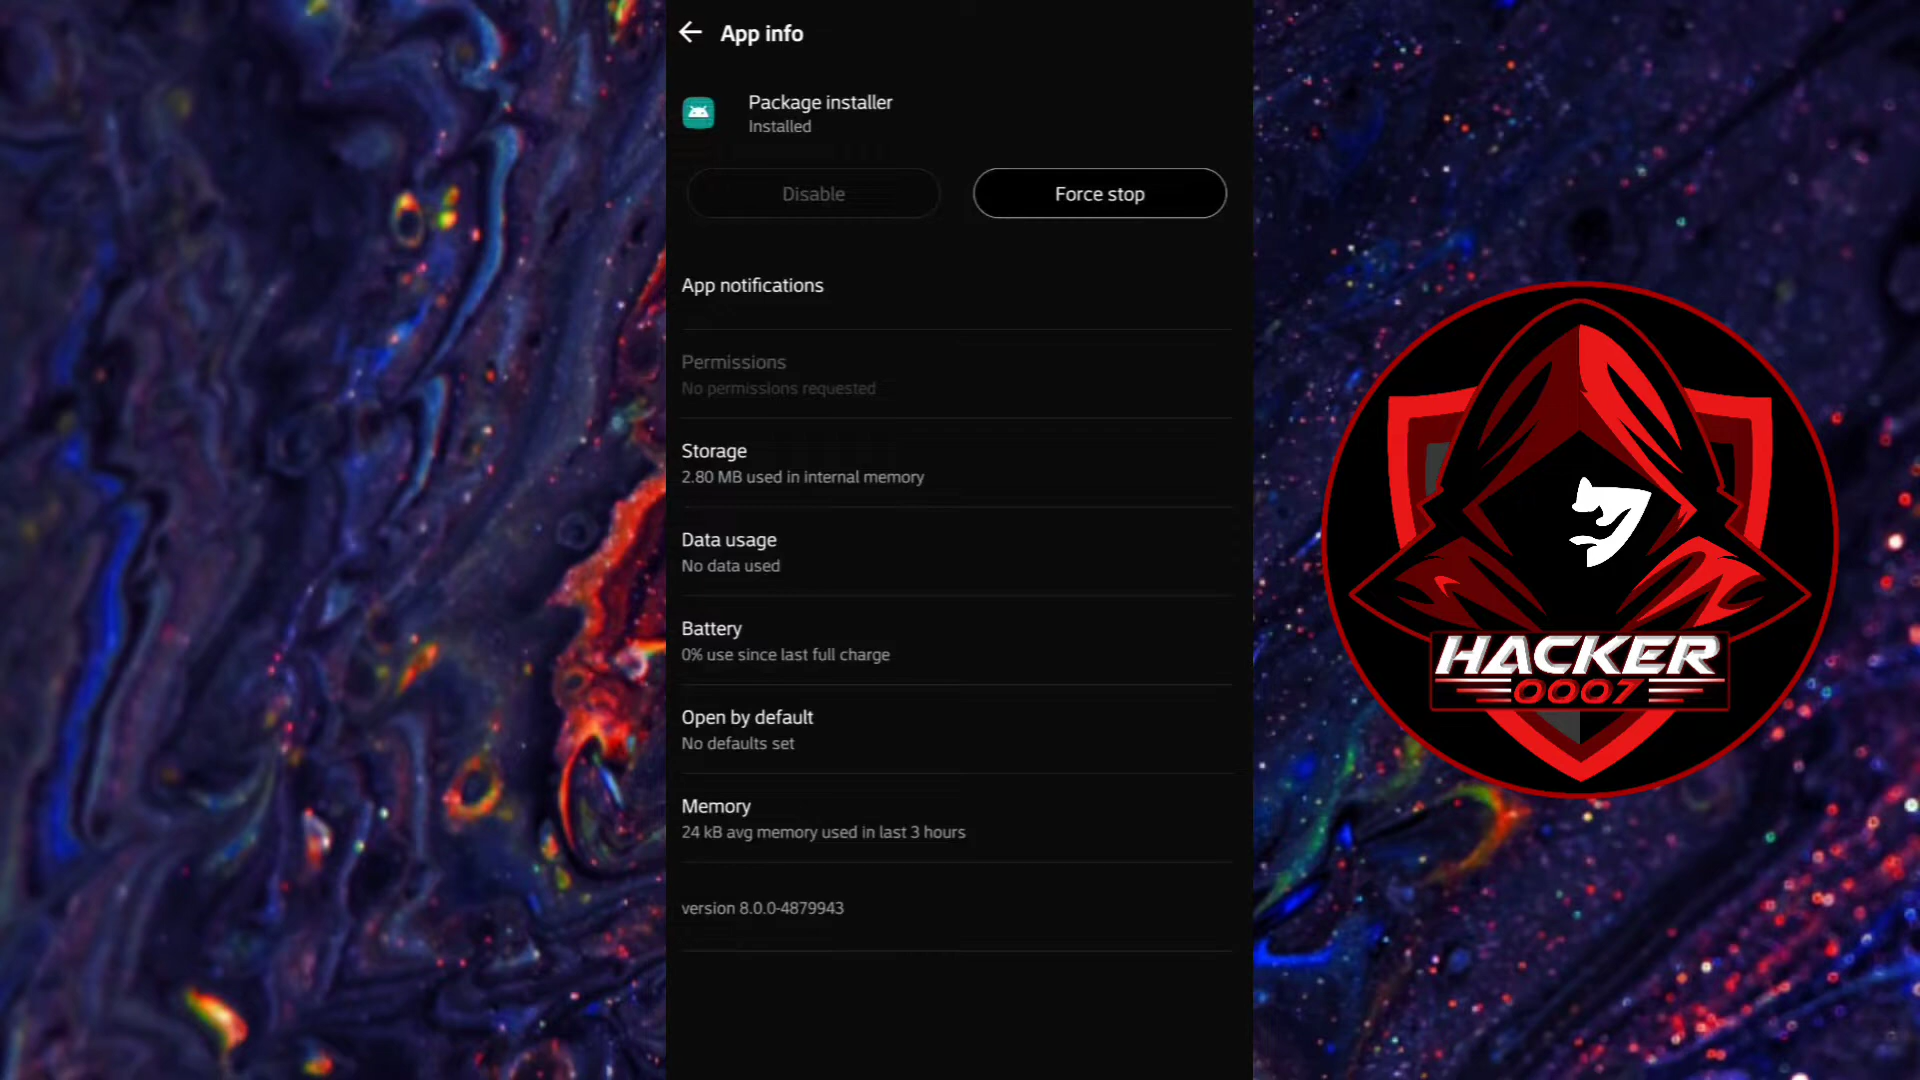 App info
Package installer
Installed
Disable
Force stop
App notifications
Permissions
No permissions requested
Storage
2.80 MB used in internal memory
Data usage
No data used
Battery
0% use since last full charge
Open by default
No defaults set
Memory
24 kB avg memory used in last 3 hours
version 8.0.0-4879943
HACKER
0007